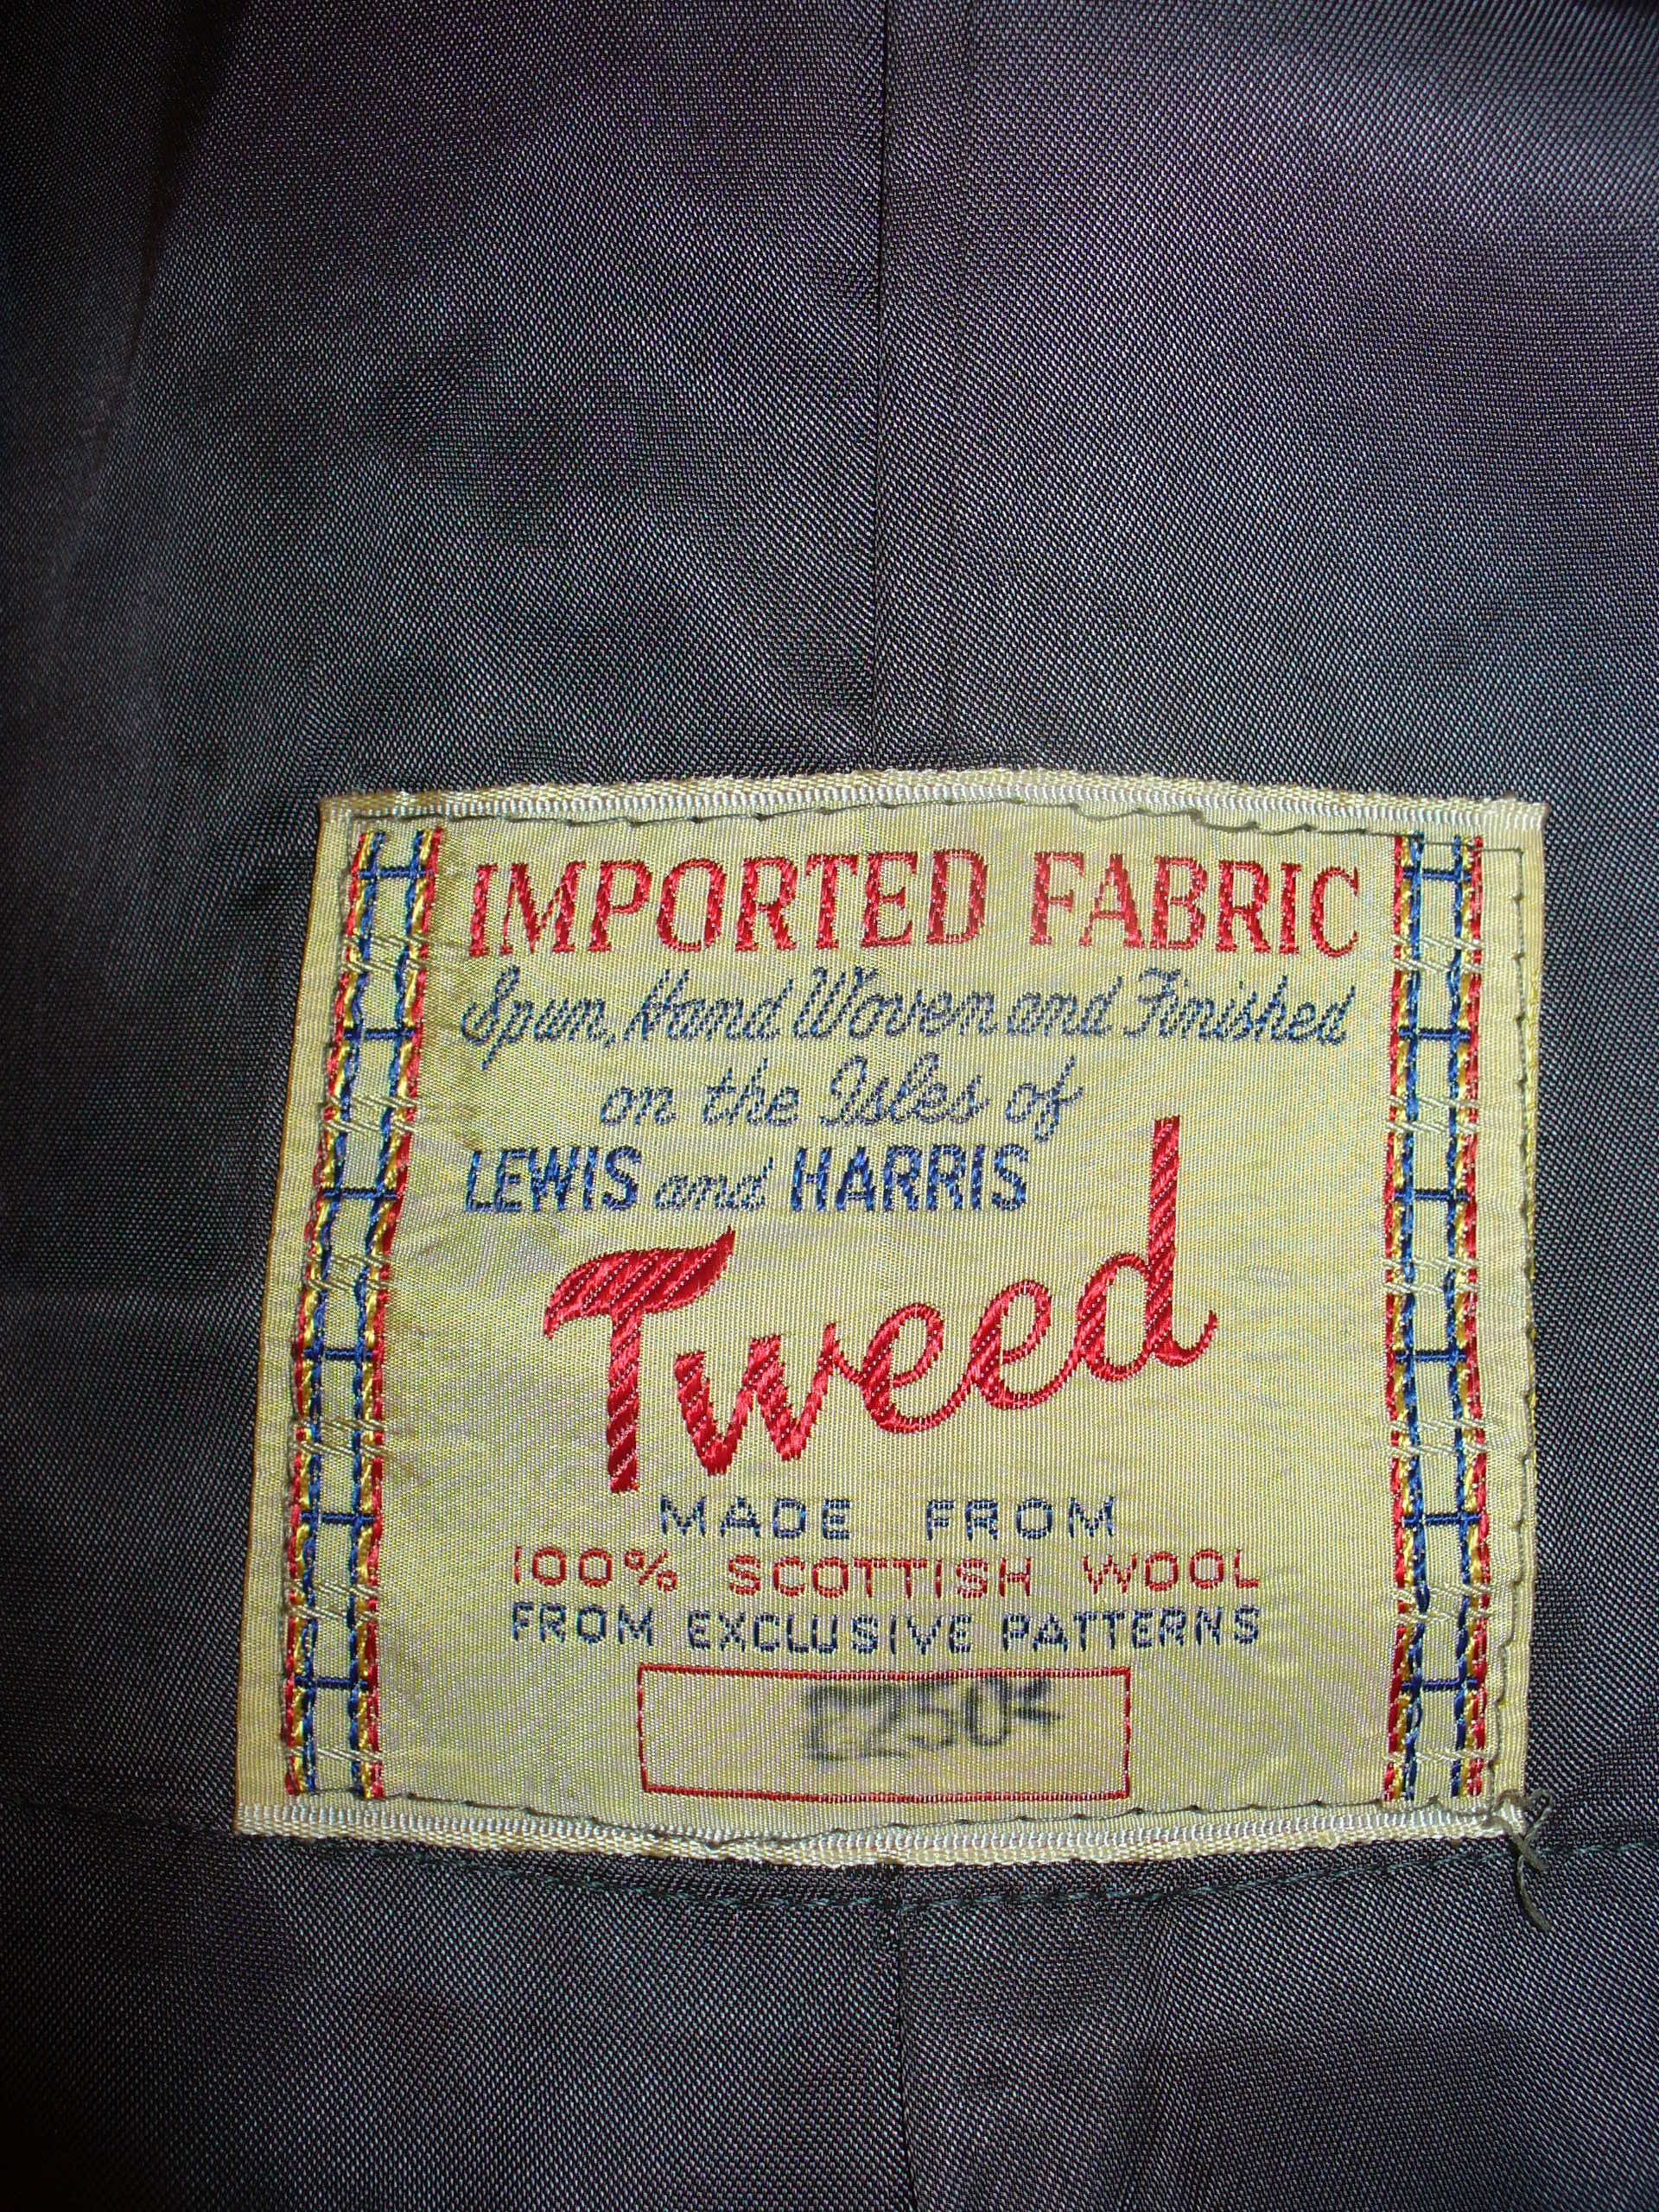 IMPORTED FABRIC
Spun, Hand Woven and Finished
on the Isles of
LEWIS and HARRIS
Tweed
MADE FROM
100% SCOTTISH WOOL
FROM EXCLUSIVE PATTERNS